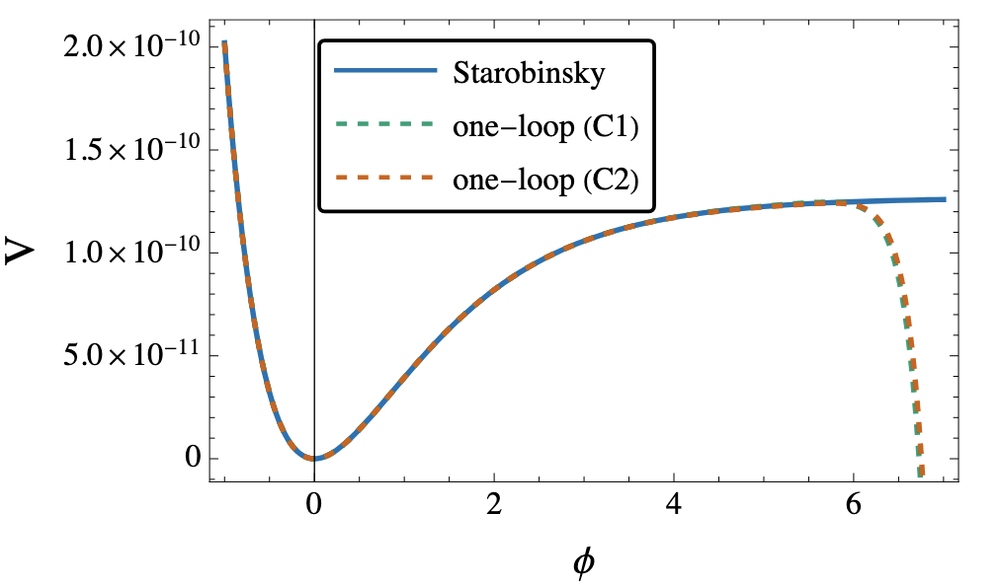 2.0×10⁻¹⁰
1.5×10⁻¹⁰
1.0×10⁻¹⁰
5.0×10⁻¹¹
0
V
Starobinsky
one−loop (C1)
one−loop (C2)
0 2 4 6
ϕ